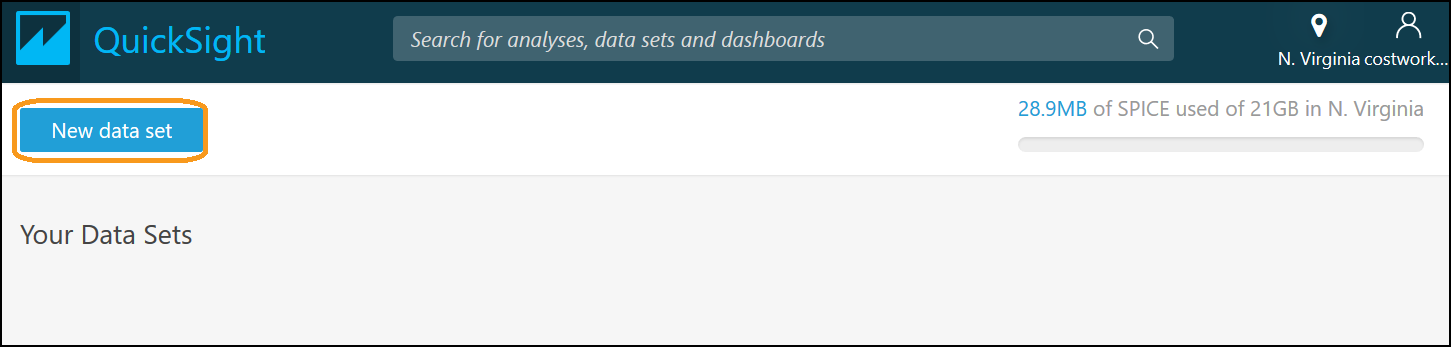 QuickSight
Search for analyses, data sets and dashboards
N. Virginia costwork...
New data set
28.9MB of SPICE used of 21GB in N. Virginia
Your Data Sets